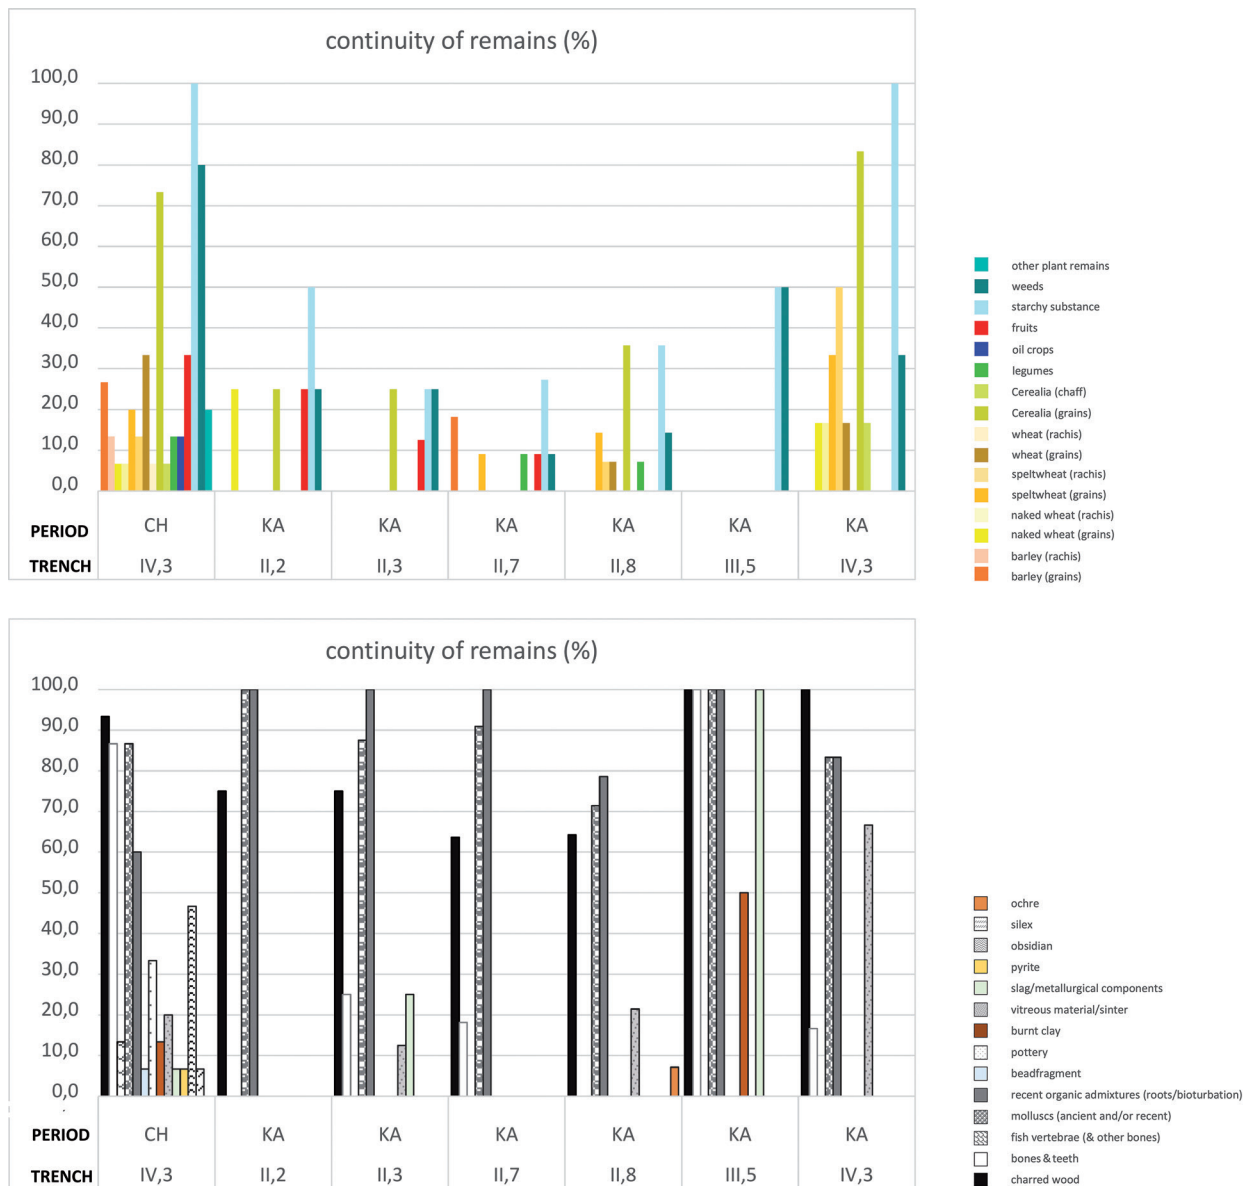 continuity of remains (%)
100,0
90,0
80,0
70,0
60,0
50,0
40,0
30,0
20,0
10,0
0,0
PERIOD CH KA KA KA KA KA KA
TRENCH IV,3 II,2 II,3 II,7 II,8 III,5 IV,3
other plant remains
weeds
starchy substance
fruits
oil crops
legumes
Cerealia (chaff)
Cerealia (grains)
wheat (rachis)
wheat (grains)
speltwheat (rachis)
speltwheat (grains)
naked wheat (rachis)
naked wheat (grains)
barley (rachis)
barley (grains)
continuity of remains (%)
100,0
90,0
80,0
70,0
60,0
50,0
40,0
30,0
20,0
10,0
0,0
PERIOD CH KA KA KA KA KA KA
TRENCH IV,3 II,2 II,3 II,7 II,8 III,5 IV,3
ochre
silex
obsidian
pyrite
slag/metallurgical components
vitreous material/sinter
burnt clay
pottery
beadfragment
recent organic admixtures (roots/bioturbation)
molluscs (ancient and/or recent)
fish vertebrae (& other bones)
bones & teeth
charred wood